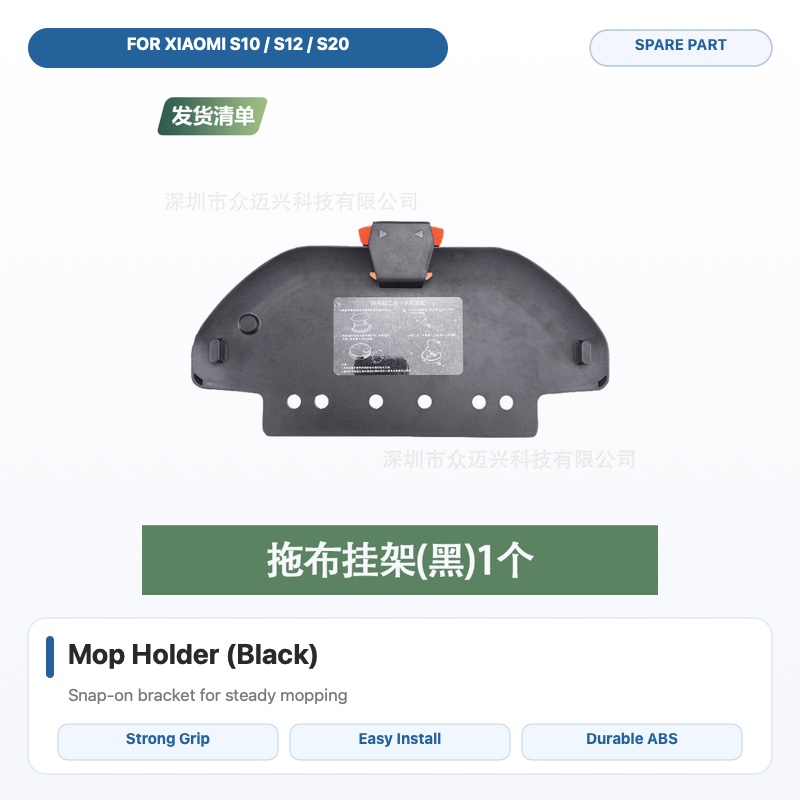 FOR XIAOMI S10 / S12 / S20
SPARE PART
发货清单
深圳市众迈兴科技有限公司
深圳市众迈兴科技有限公司
拖布挂架(黑)1个
Mop Holder (Black)
Snap-on bracket for steady mopping
Strong Grip
Easy Install
Durable ABS